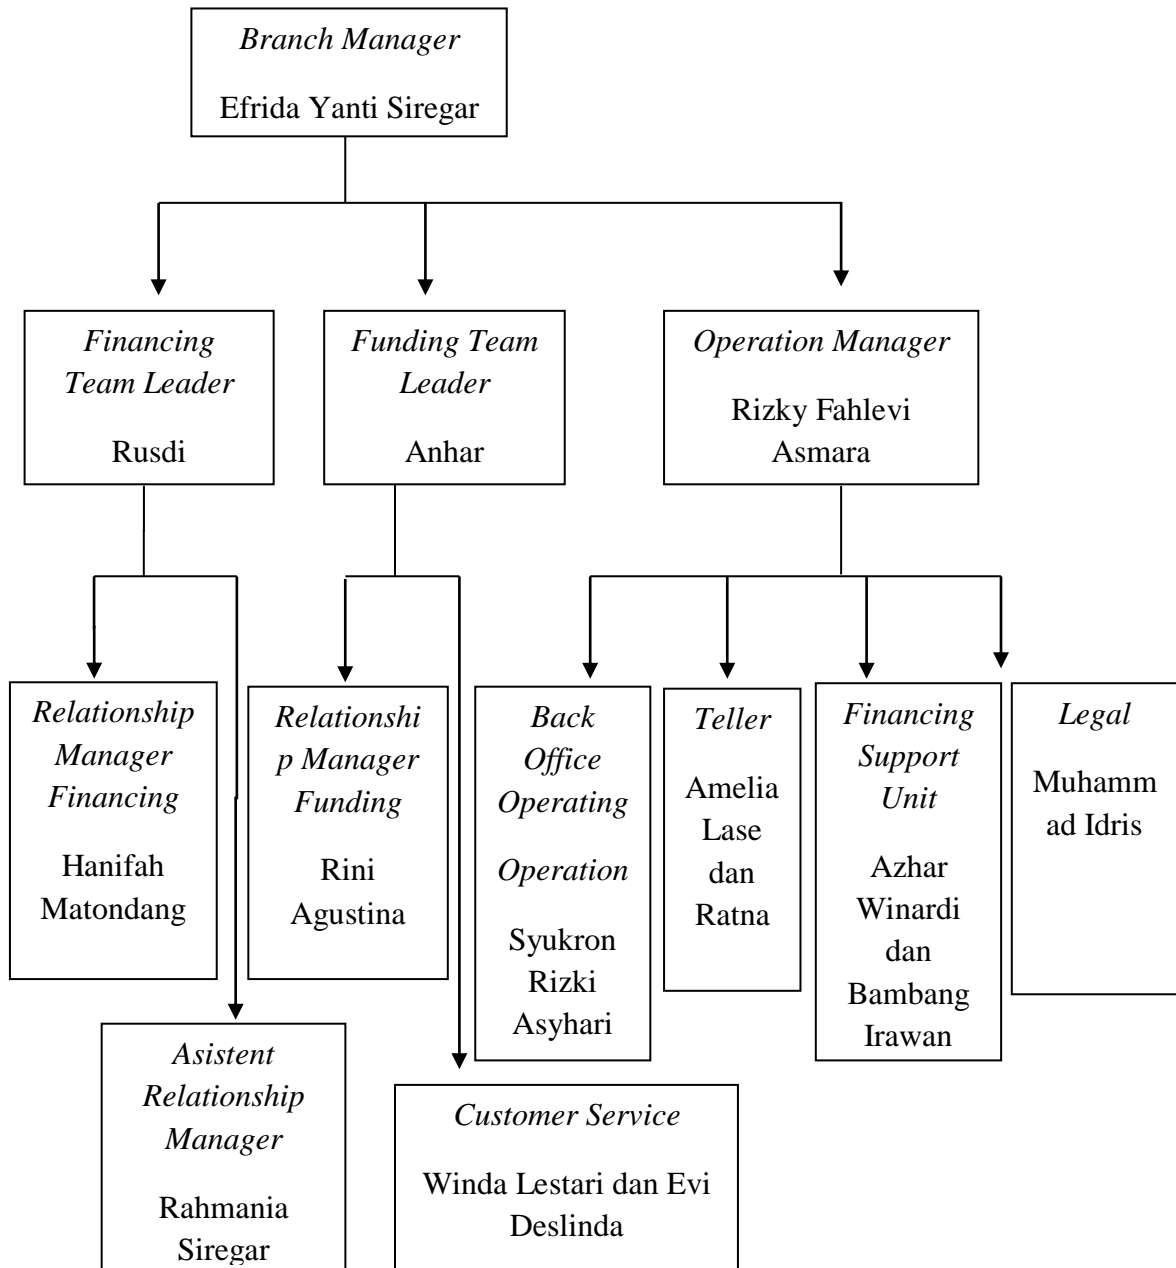 Branch Manager
Efrida Yanti Siregar
Financing
Team Leader
Rusdi
Funding Team
Leader
Anhar
Operation Manager
Rizky Fahlevi
Asmara
Relationship
Manager
Financing
Hanifah
Matondang
Relationshi
p Manager
Funding
Rini
Agustina
Back
Office
Operating
Operation
Syukron
Rizki
Asyhari
Teller
Amelia
Lase
dan
Ratna
Financing
Support
Unit
Azhar
Winardi
dan
Bambang
Irawan
Legal
Muhamm
ad Idris
Asistent
Relationship
Manager
Rahmania
Siregar
Customer Service
Winda Lestari dan Evi
Deslinda